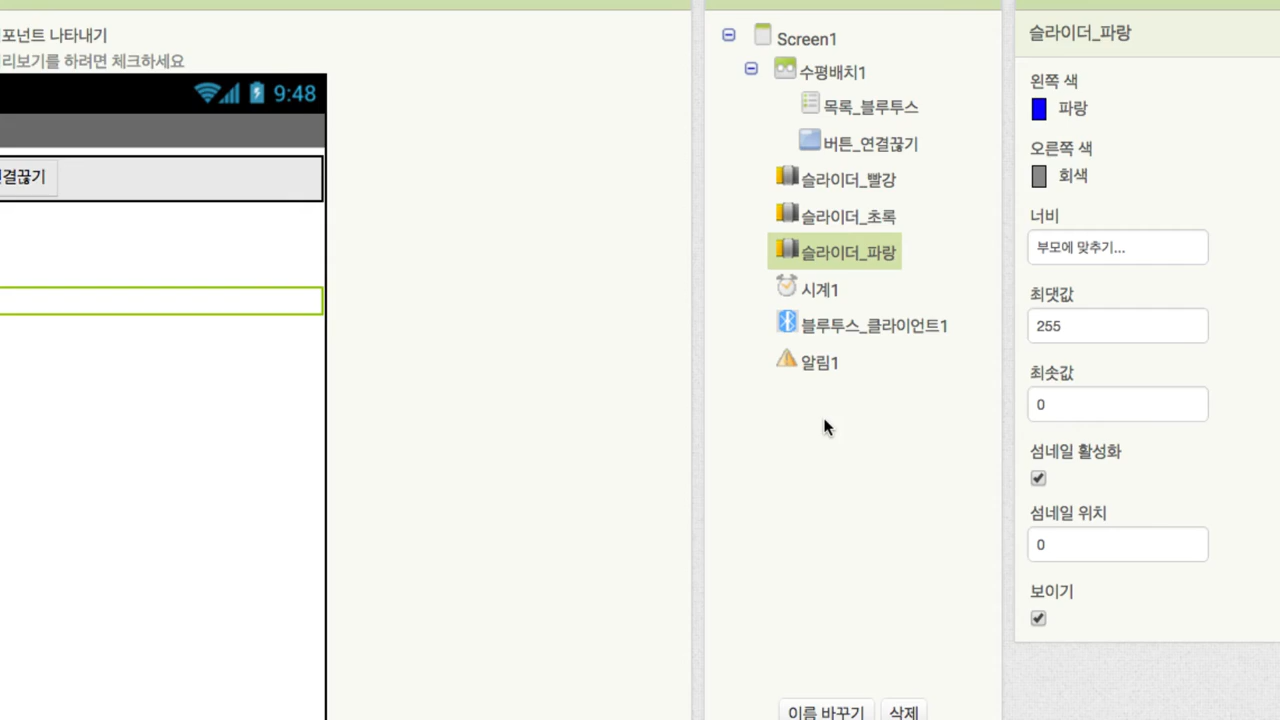 포넌트 나타내기
리보기를 하려면 체크하세요
9:48
결끊기
Screen1
수평배치1
목록_블루투스
버튼_연결끊기
슬라이더_빨강
슬라이더_초록
슬라이더_파랑
시계1
블루투스_클라이언트1
알림1
이름 바꾸기
삭제
슬라이더_파랑
왼쪽 색
파랑
오른쪽 색
회색
너비
부모에 맞추기...
최댓값
255
최솟값
0
섬네일 활성화
섬네일 위치
0
보이기